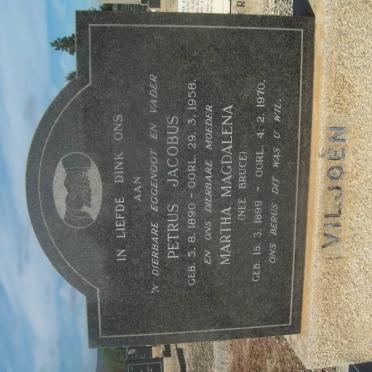 IN LIEFDE DINK ONS
AAN
'N DIERBARE EGGENOOT EN VADER
PETRUS JACOBUS
GEB. 5. 8. 1890 - OORL. 29. 3. 1958.
EN ONS DIERBARE MOEDER
MARTHA MAGDALENA
(NEE BRUCE)
GEB. 15. 3. 1899 - OORL. 4. 2. 1970.
ONS BERUS DIT WAS U WIL.
VILJOEN